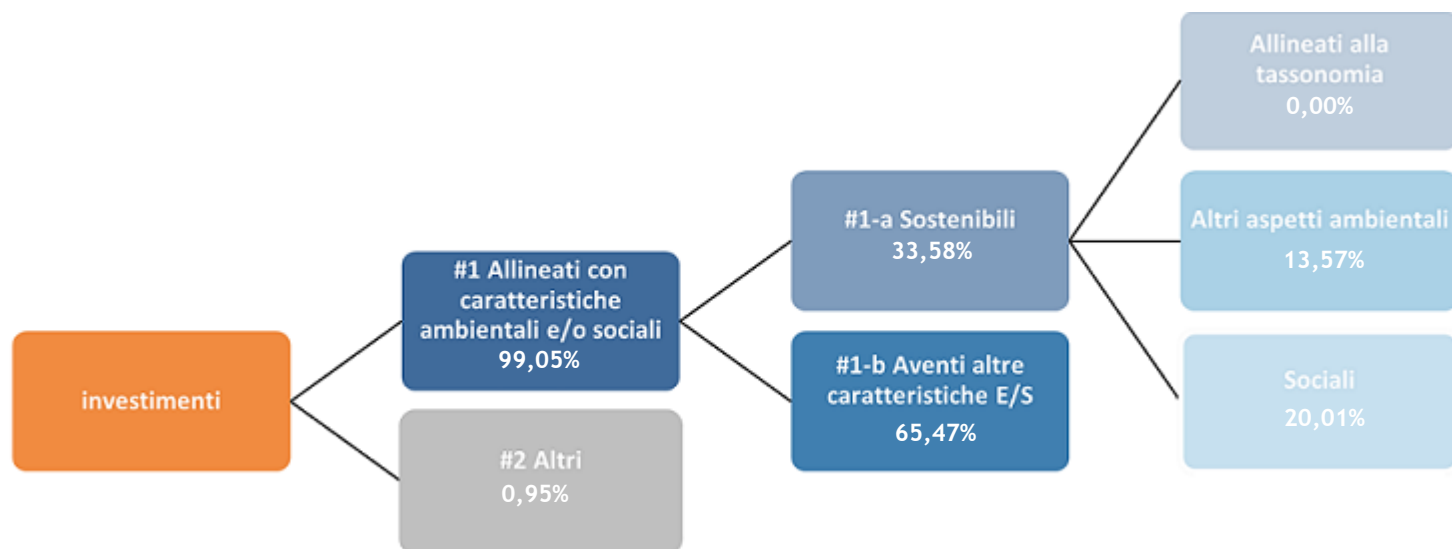 investimenti
#1 Allineati con
caratteristiche
ambientali e/o sociali
99,05%
#2 Altri
0,95%
#1-a Sostenibili
33,58%
#1-b Aventi altre
caratteristiche E/S
65,47%
Allineati alla
tassonomia
0,00%
Altri aspetti ambientali
13,57%
Sociali
20,01%